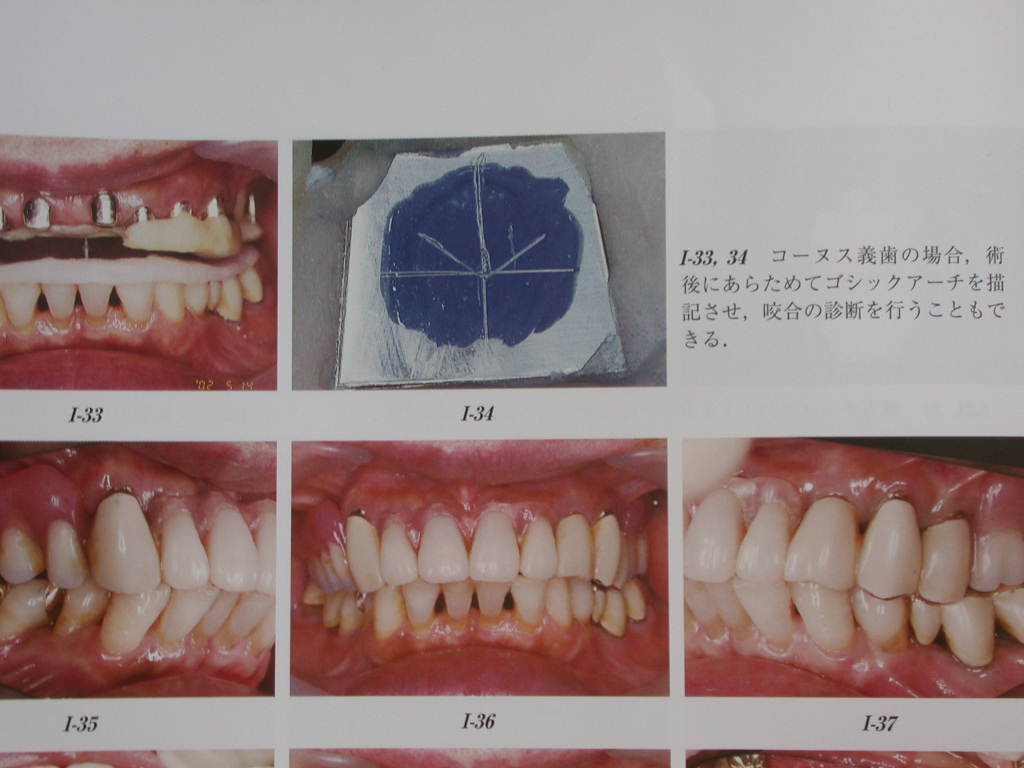 I-33, 34 コーヌス義歯の場合，術
後にあらためてゴシックアーチを描
記させ，咬合の診断を行うこともで
きる．
'02 5 14
I-33
I-34
I-35
I-36
I-37